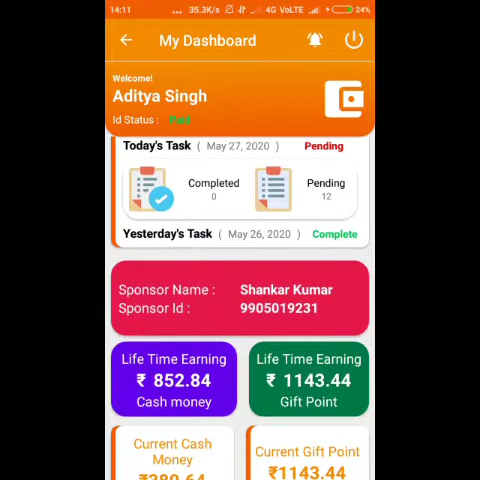 14:11 ... 35.3K/s 4G VoLTE 24%
My Dashboard
Welcome!
Aditya Singh
Id Status : Paid
Today's Task ( May 27, 2020 ) Pending
Completed
0
Pending
12
Yesterday's Task ( May 26, 2020 ) Complete
Sponsor Name : Shankar Kumar
Sponsor Id : 9905019231
Life Time Earning
₹ 852.84
Cash money
Life Time Earning
₹ 1143.44
Gift Point
Current Cash
Money
₹380.64
Current Gift Point
₹1143.44